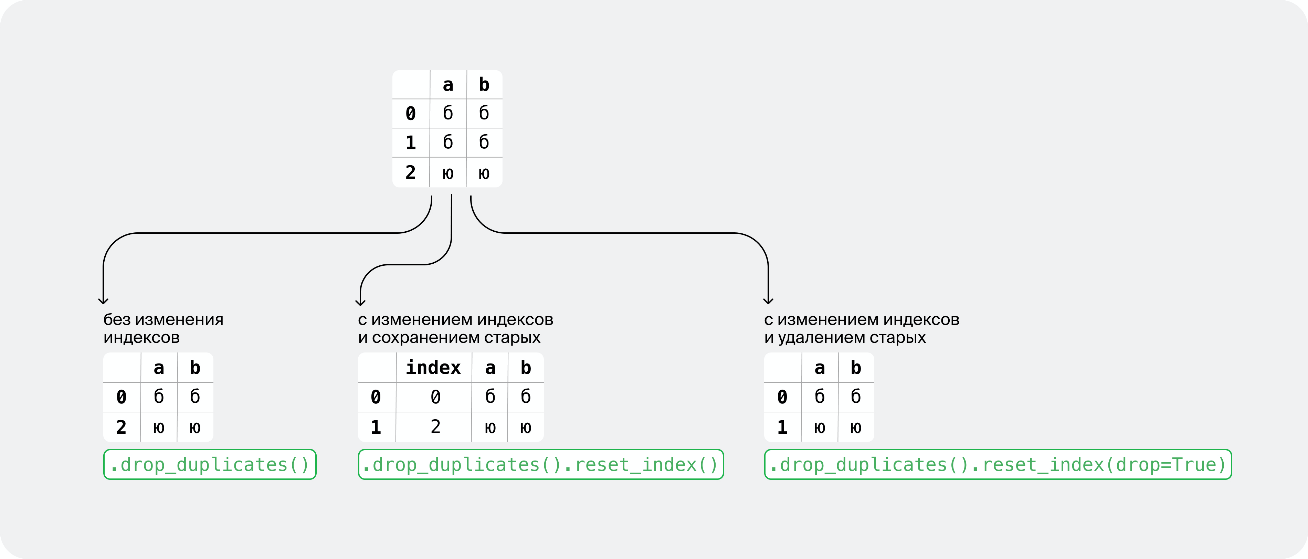 a b
0 б б
1 б б
2 ю ю
без изменения
индексов
a b
0 б б
2 ю ю
.drop_duplicates()
с изменением индексов
и сохранением старых
index a b
0 0 б б
1 2 ю ю
.drop_duplicates().reset_index()
с изменением индексов
и удалением старых
a b
0 б б
1 ю ю
.drop_duplicates().reset_index(drop=True)